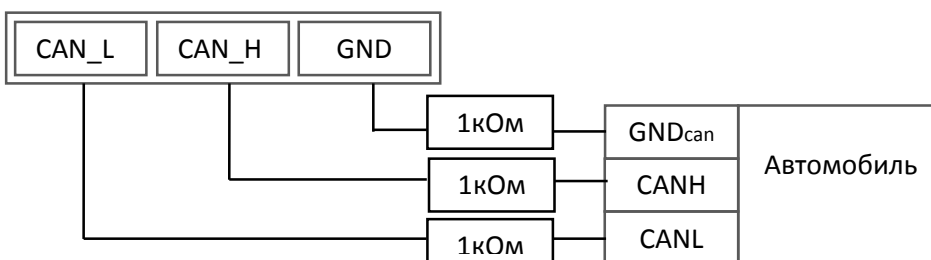 CAN_L CAN_H GND
1кОм GNDcan
Автомобиль
1кОм CANH
1кОм CANL